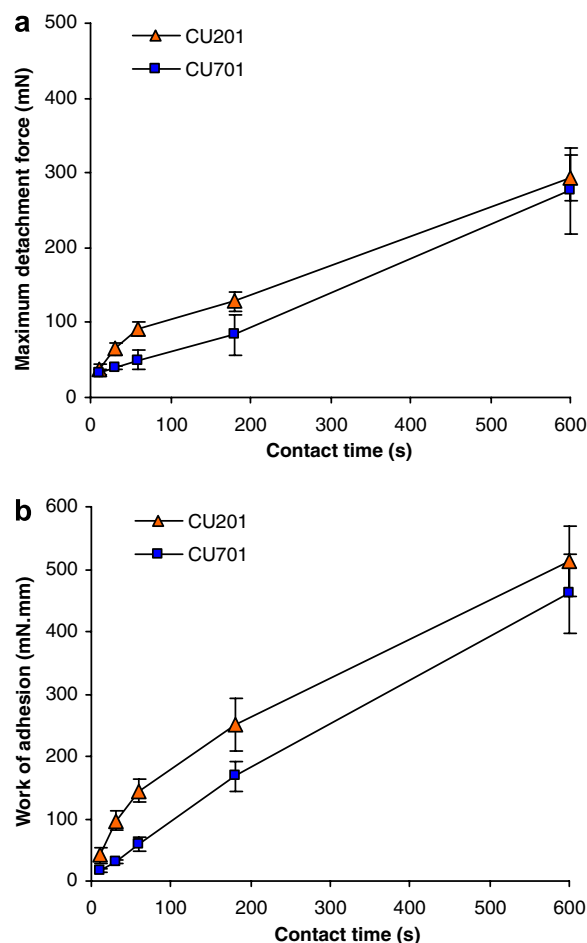 a
500
400
300
200
100
0
Maximum detachment force (mN)
CU201
CU701
0 100 200 300 400 500 600
Contact time (s)
b
600
500
400
300
200
100
0
Work of adhesion (mN.mm)
CU201
CU701
0 100 200 300 400 500 600
Contact time (s)